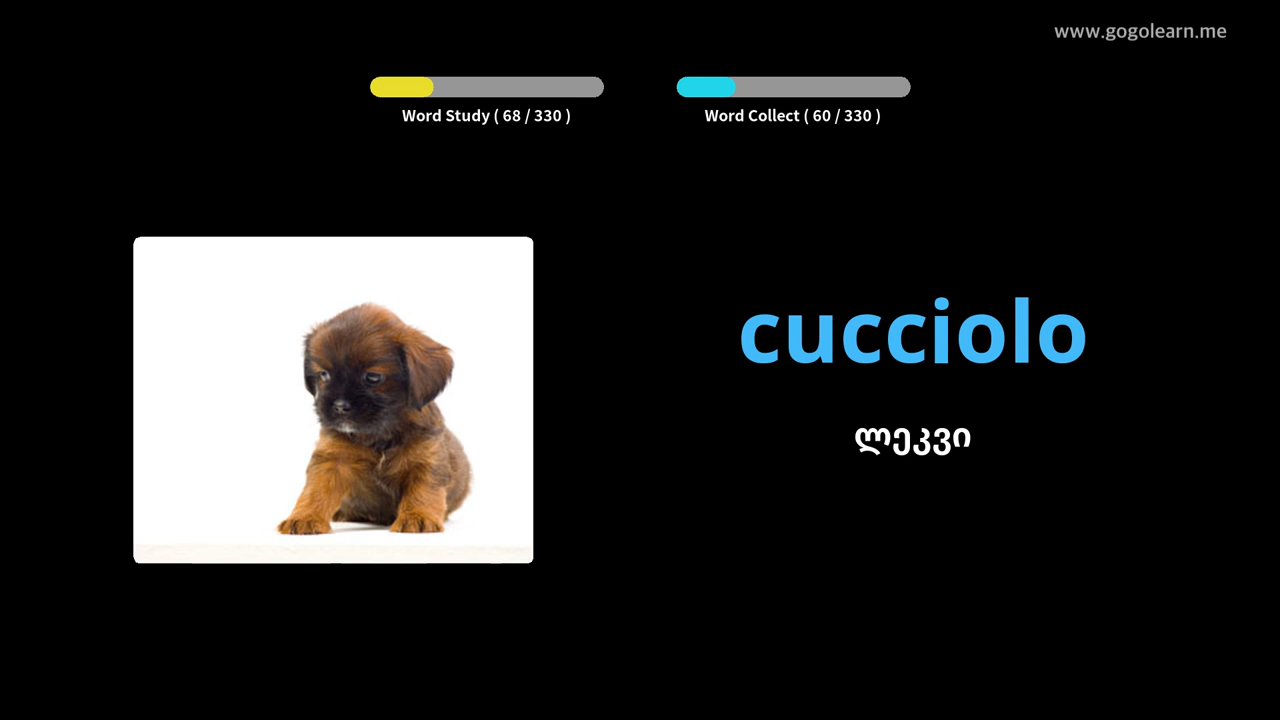 www.gogolearn.me
Word Study ( 68 / 330 )
Word Collect ( 60 / 330 )
cucciolo
ლეკვი